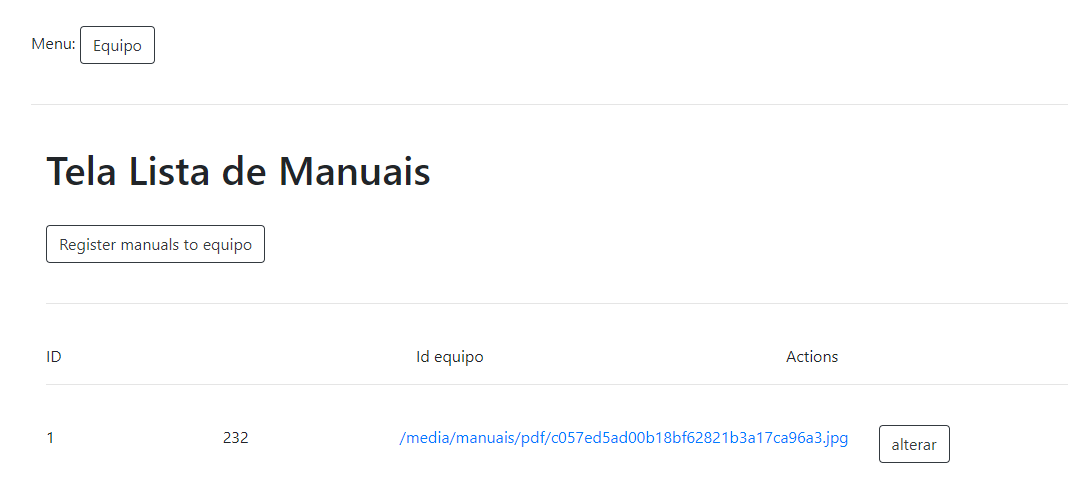 Menu: Equipo
Tela Lista de Manuais
Register manuals to equipo
ID Id equipo Actions
1 232 /media/manuais/pdf/c057ed5ad00b18bf62821b3a17ca96a3.jpg alterar